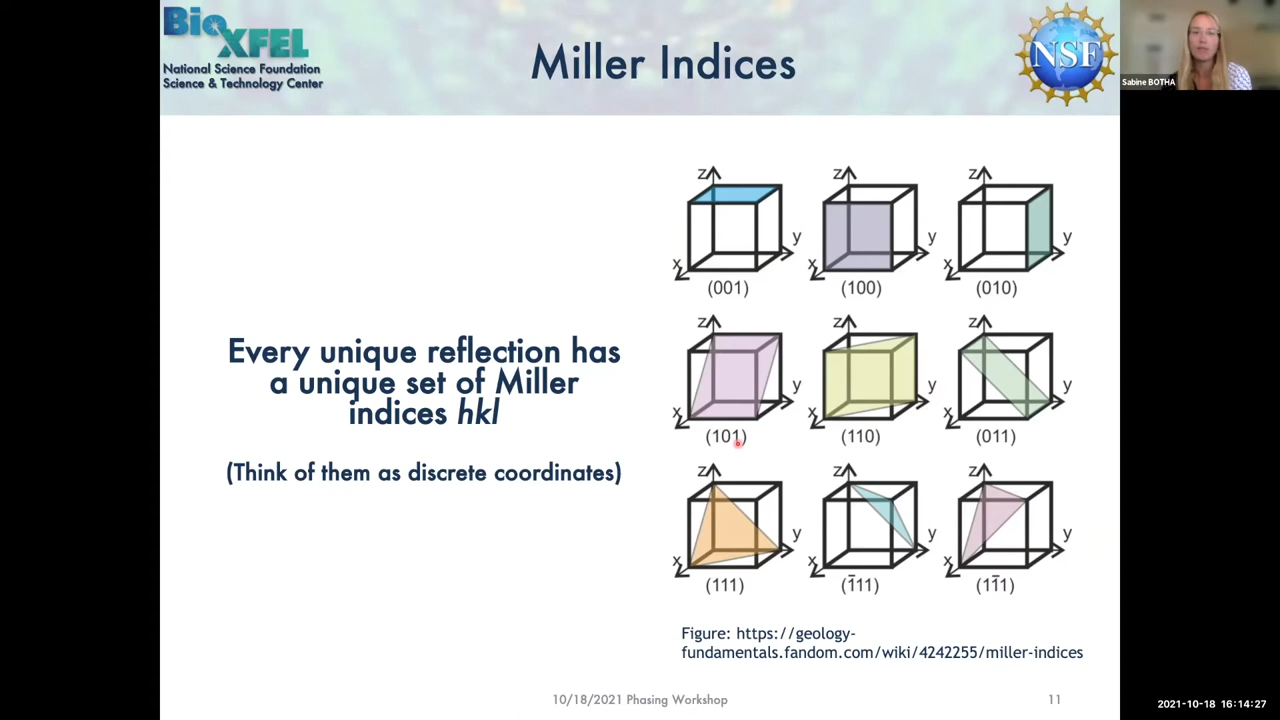 BioXFEL
National Science Foundation
Science & Technology Center
Miller Indices
NSF
Sabine BOTHA
Every unique reflection has
a unique set of Miller
indices hkl
(Think of them as discrete coordinates)
z z z
y y y
x x x
(001) (100) (010)
z z z
y y y
x x x
(101) (110) (011)
z z z
y y y
x x x
(111) (1̅11) (11̅1)
Figure: https://geology-
fundamentals.fandom.com/wiki/4242255/miller-indices
10/18/2021 Phasing Workshop
11
2021-10-18 16:14:27